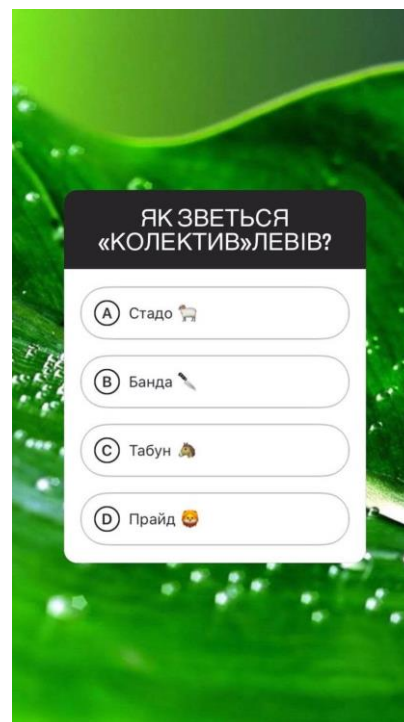 ЯК ЗВЕТЬСЯ
«КОЛЕКТИВ»ЛЕВІВ?
A Стадо
B Банда
C Табун
D Прайд